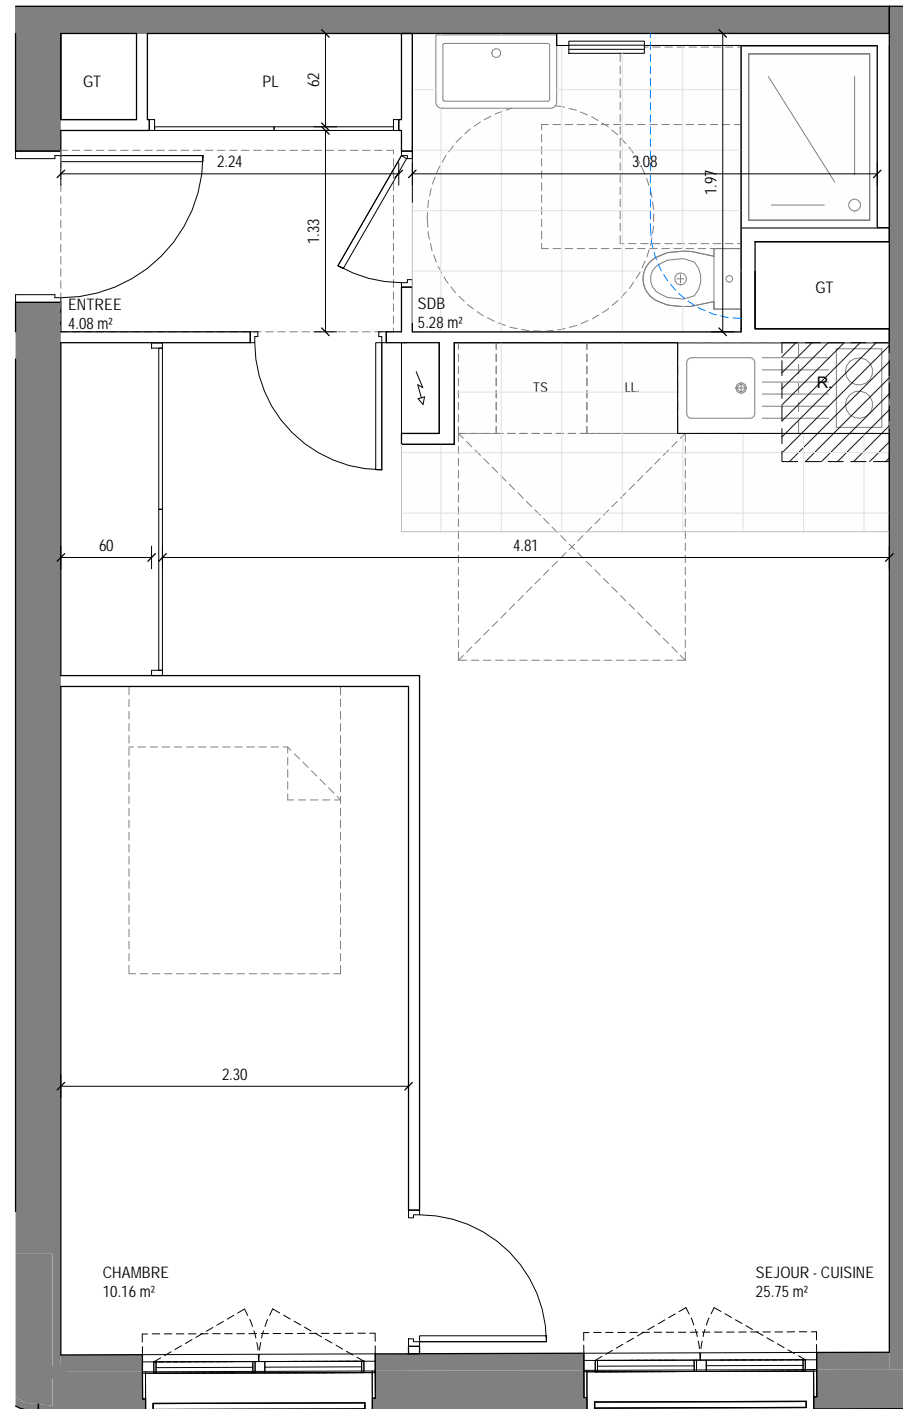 GT
PL
62
2.24
3.08
1.97
1.33
ENTREE
4.08 m²
SDB
5.28 m²
GT
TS
LL.
R.
60
4.81
2.30
CHAMBRE
10.16 m²
SEJOUR - CUISINE
25.75 m²